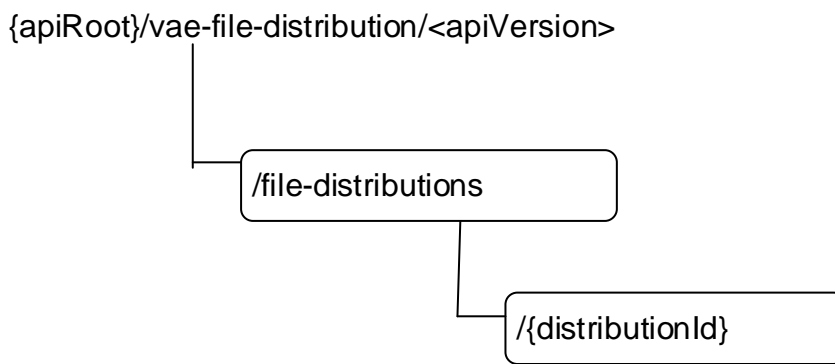 {apiRoot}/vae-file-distribution/<apiVersion>
/file-distributions
/{distributionId}